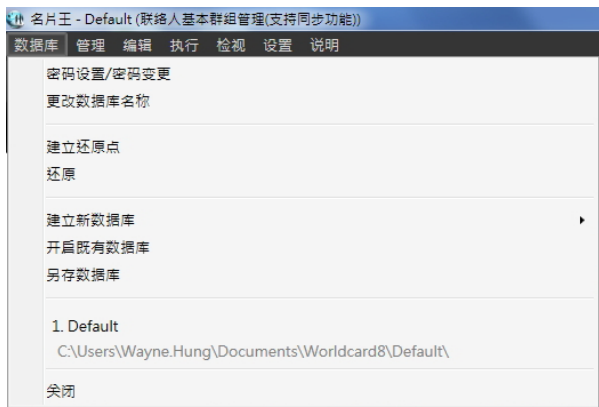 名片王 - Default (联络人基本群组管理(支持同步功能))
数据库 管理 编辑 执行 检视 设置 说明
密码设置/密码变更
更改数据库名称
建立还原点
还原
建立新数据库
开启既有数据库
另存数据库
1. Default
C:\Users\Wayne.Hung\Documents\Worldcard8\Default\
关闭